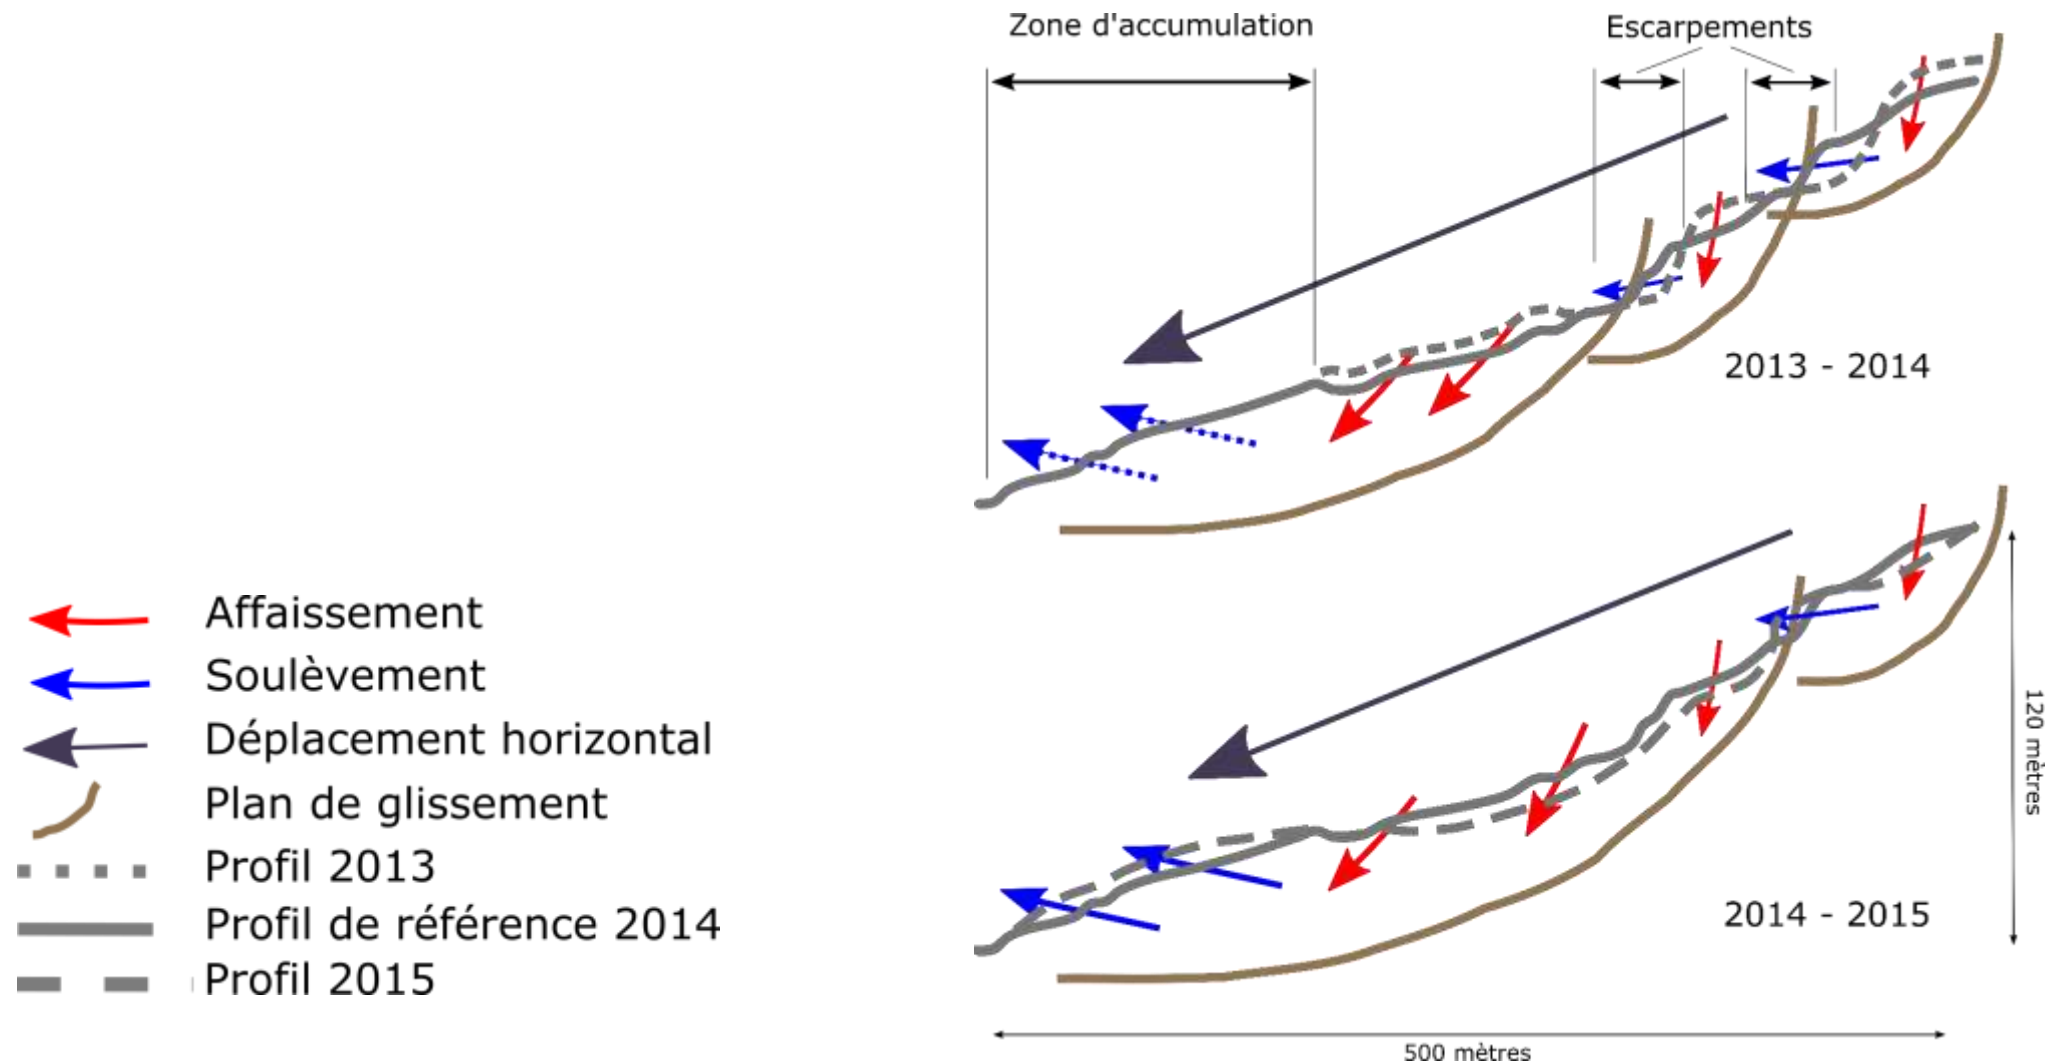 Zone d'accumulation
Escarpements
2013 - 2014
Affaissement
Soulèvement
Déplacement horizontal
Plan de glissement
Profil 2013
Profil de référence 2014
Profil 2015
120 mètres
2014 - 2015
500 mètres